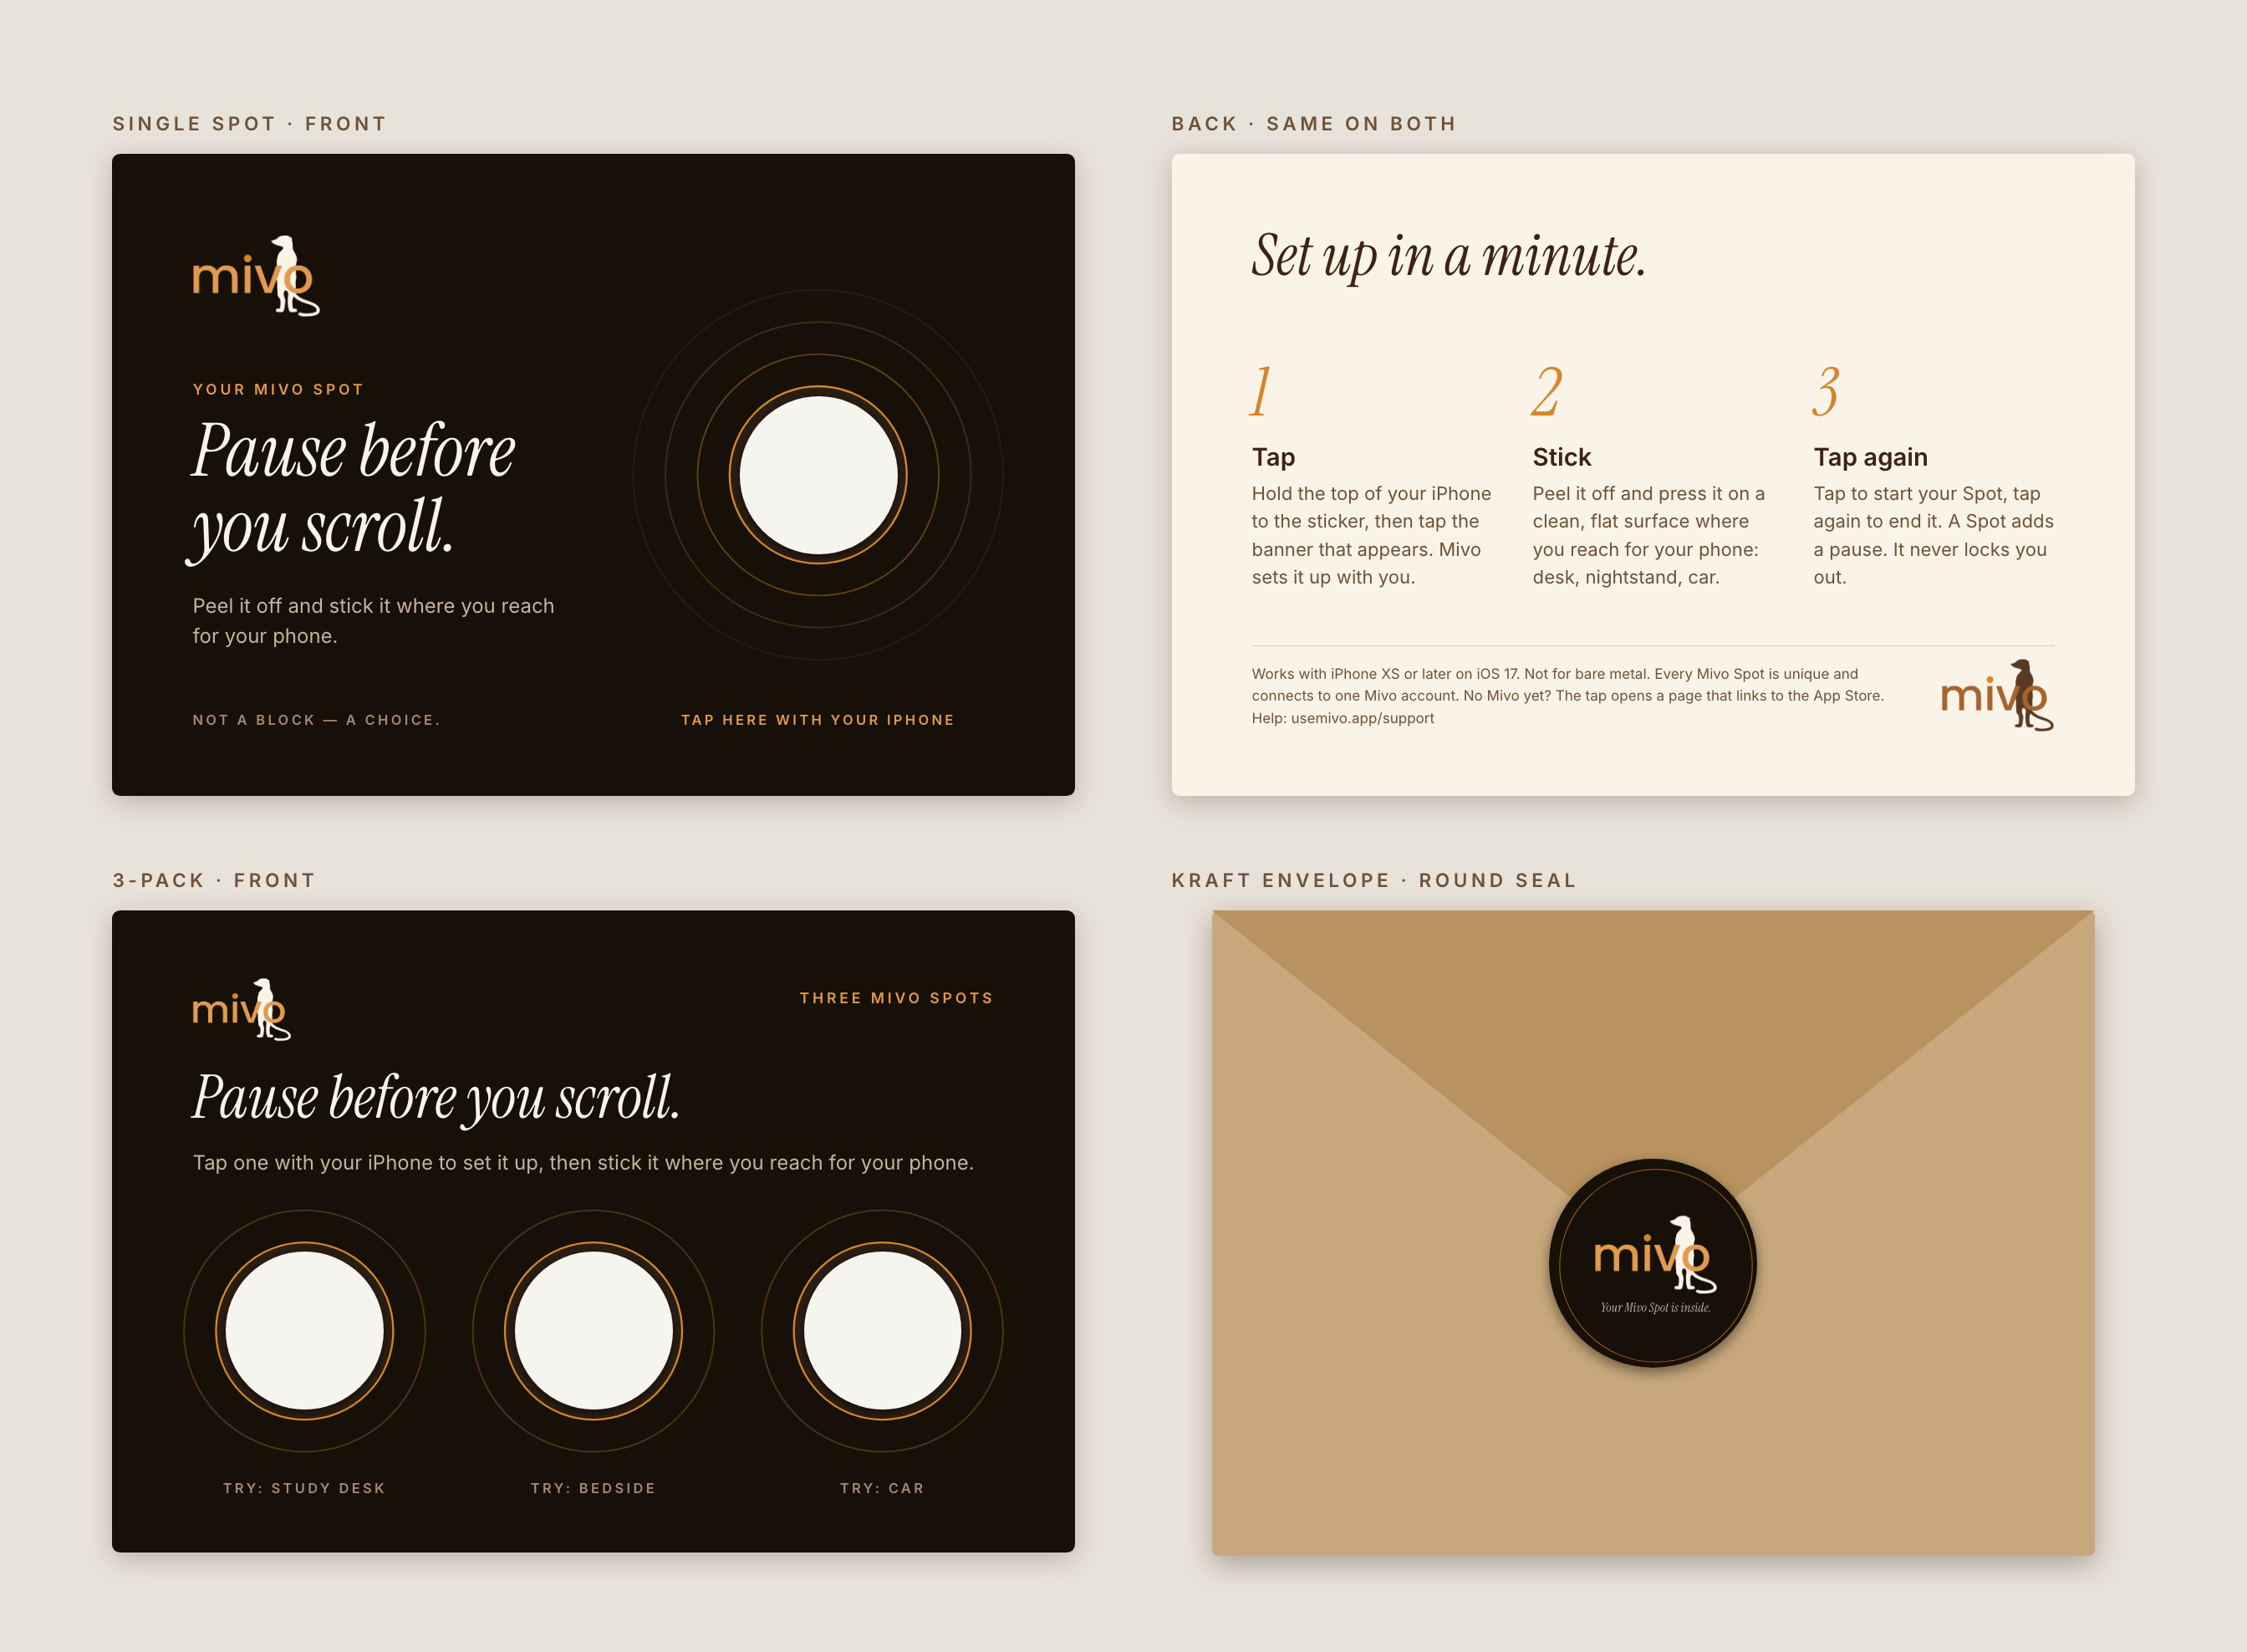 SINGLE SPOT · FRONT
mivo
YOUR MIVO SPOT
Pause before
you scroll.
Peel it off and stick it where you reach
for your phone.
NOT A BLOCK — A CHOICE.
TAP HERE WITH YOUR IPHONE
BACK · SAME ON BOTH
Set up in a minute.
1
Tap
Hold the top of your iPhone
to the sticker, then tap the
banner that appears. Mivo
sets it up with you.
2
Stick
Peel it off and press it on a
clean, flat surface where
you reach for your phone:
desk, nightstand, car.
3
Tap again
Tap to start your Spot, tap
again to end it. A Spot adds
a pause. It never locks you
out.
Works with iPhone XS or later on iOS 17. Not for bare metal. Every Mivo Spot is unique and
connects to one Mivo account. No Mivo yet? The tap opens a page that links to the App Store.
Help: usemivo.app/support
mivo
3-PACK · FRONT
mivo
THREE MIVO SPOTS
Pause before you scroll.
Tap one with your iPhone to set it up, then stick it where you reach for your phone.
TRY: STUDY DESK
TRY: BEDSIDE
TRY: CAR
KRAFT ENVELOPE · ROUND SEAL
mivo
Your Mivo Spot is inside.